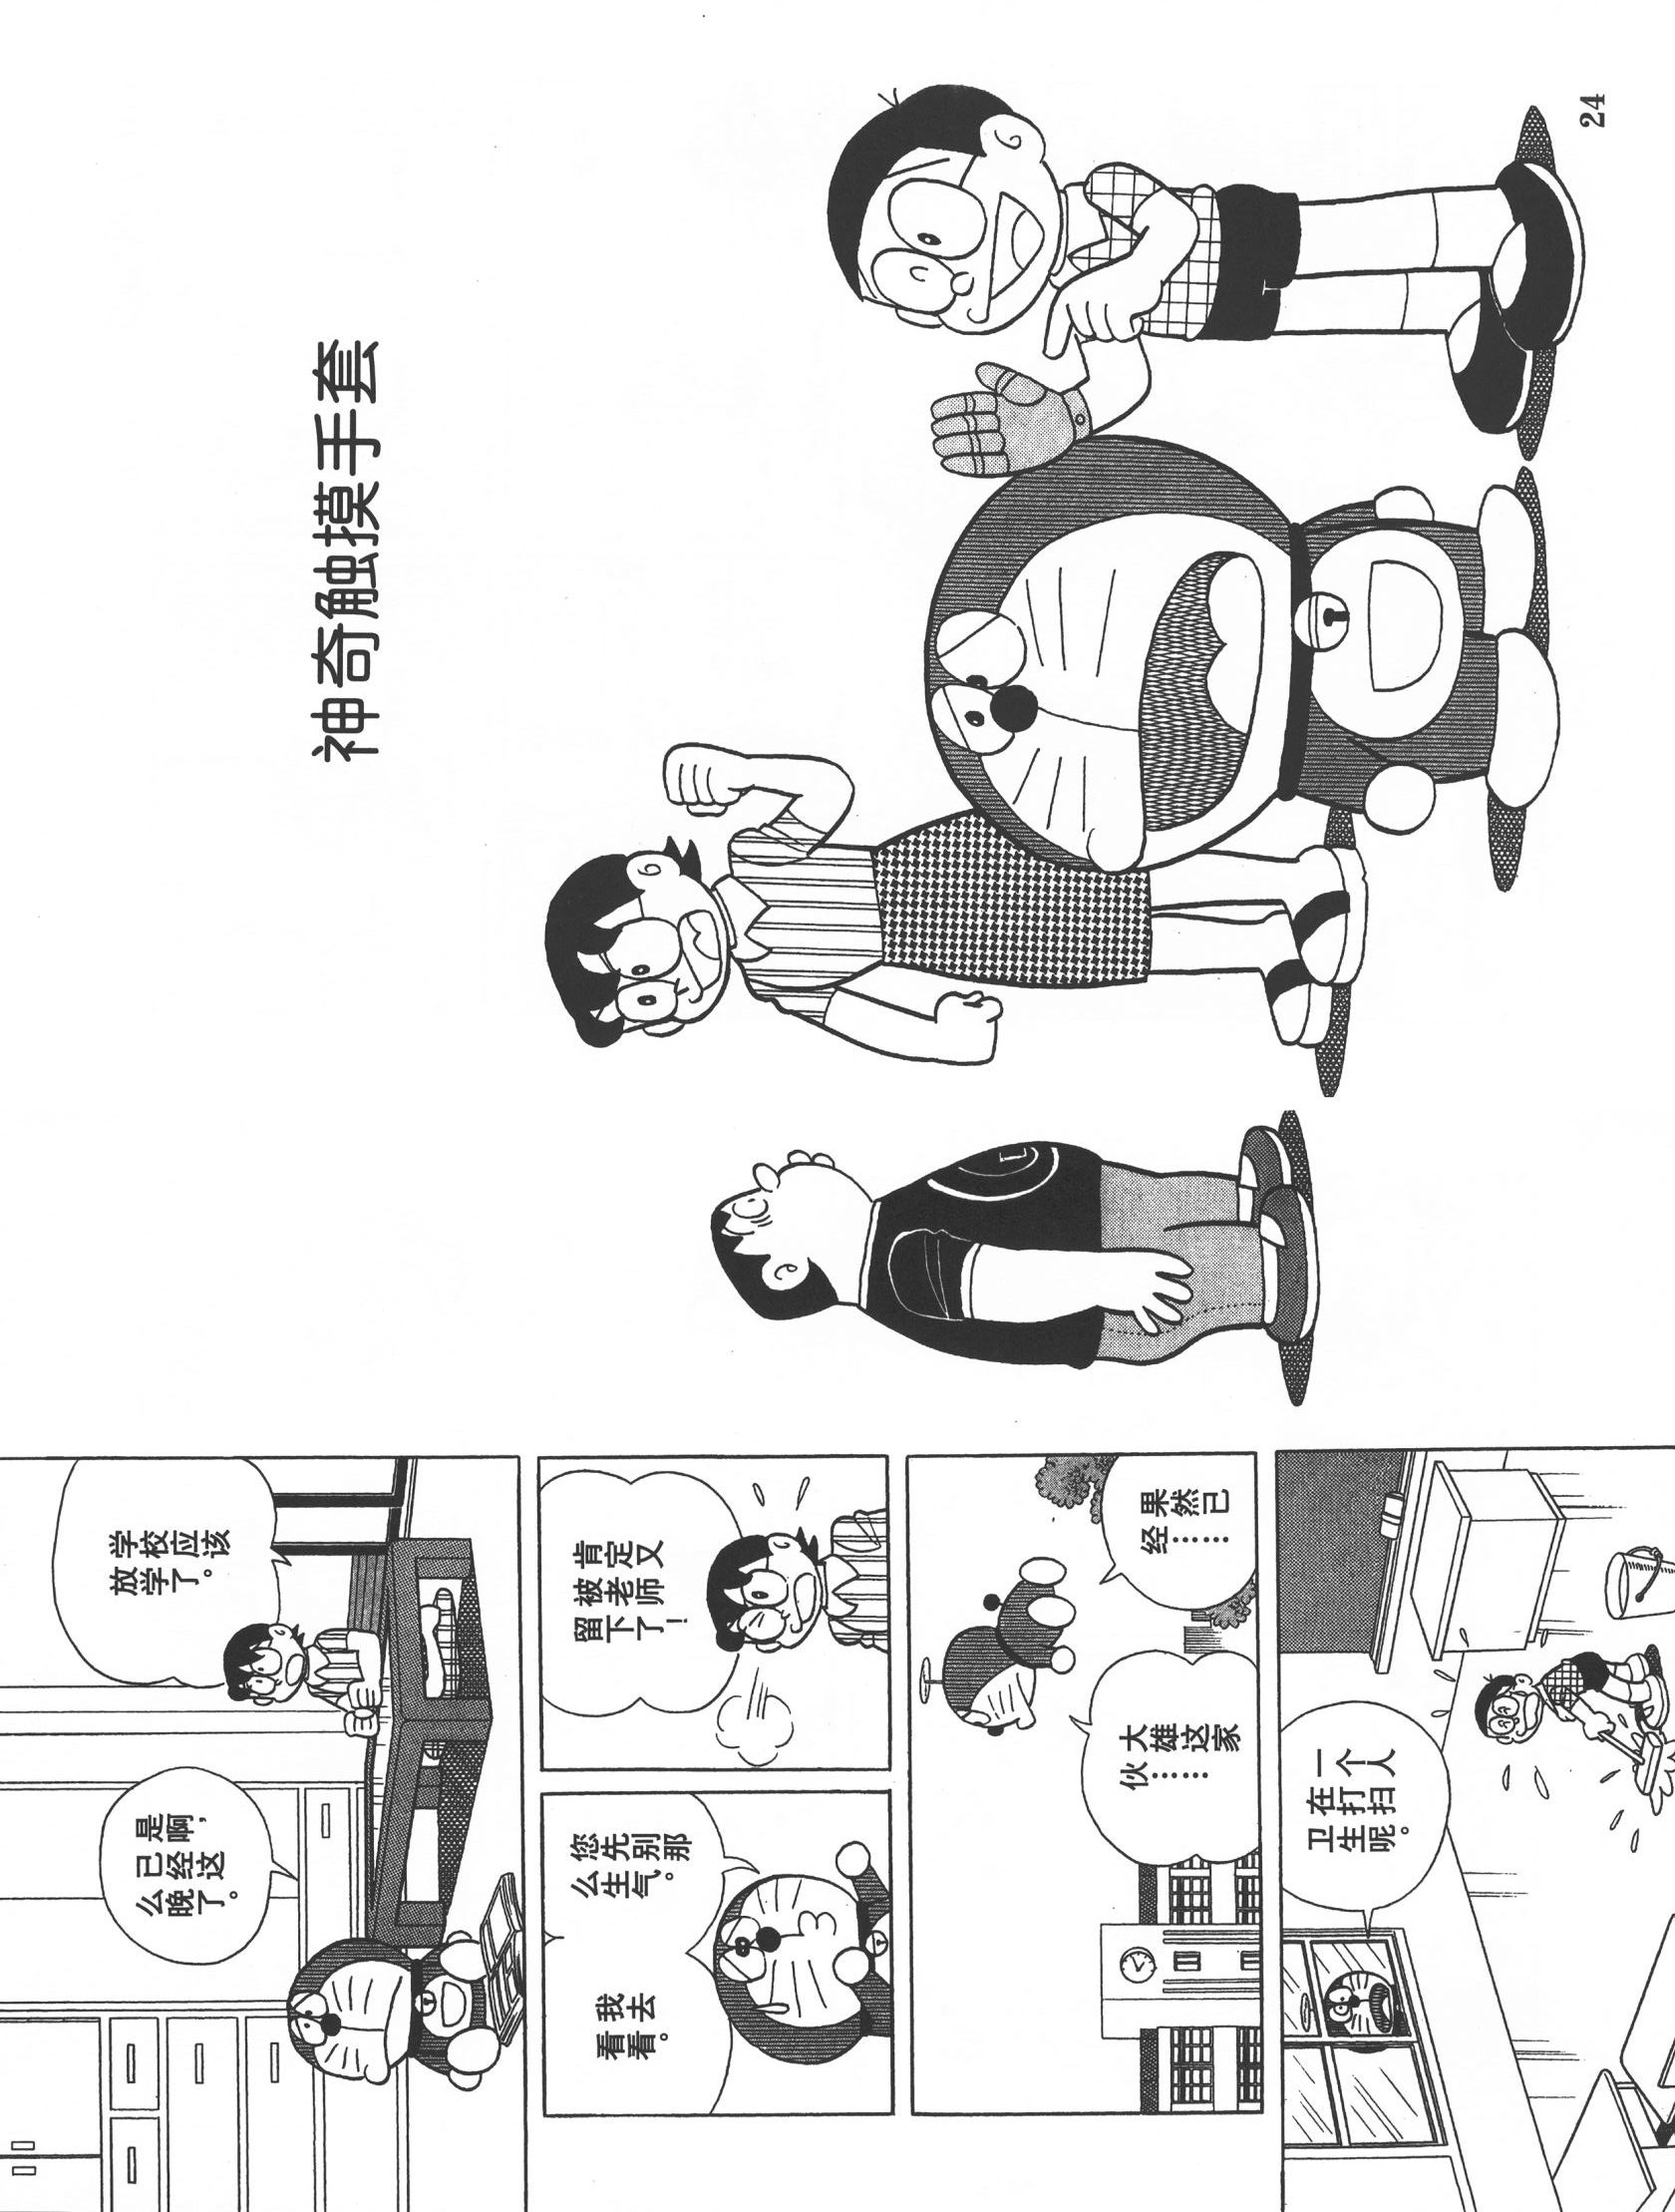 神奇触摸手套
24
学校应该
放学了。
是啊，
已经这
么晚了。
肯定又
被老师
留下了！
您先别那
么生气。
我去
看看。
果然已
经……
大雄这家
伙……
一个人
在打扫
卫生呢。